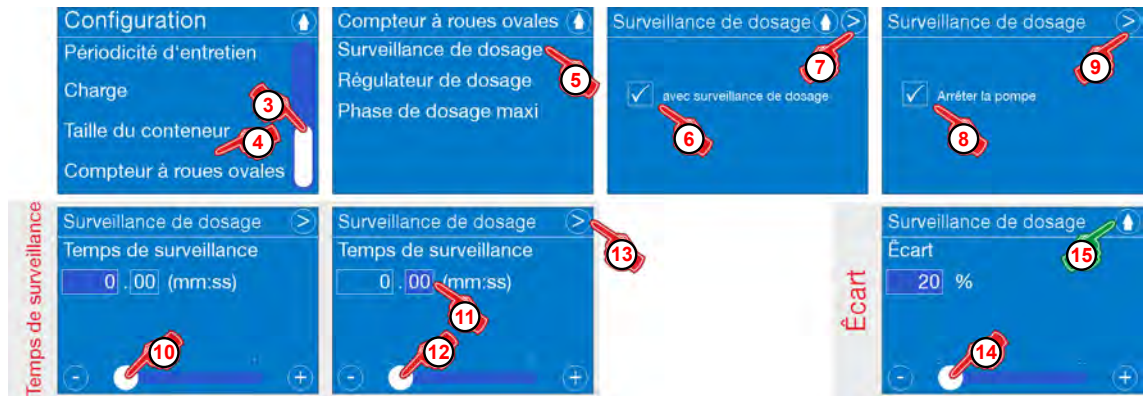 Configuration
Périodicité d'entretien
Charge
3
Taille du conteneur
4
Compteur à roues ovales
Compteur à roues ovales
Surveillance de dosage
5
Régulateur de dosage
Phase de dosage maxi
Surveillance de dosage >
7
avec surveillance de dosage
6
Surveillance de dosage >
9
Arrêter la pompe
8
Temps de surveillance
Surveillance de dosage >
Temps de surveillance
0 . 00 (mm:ss)
10
- +
Surveillance de dosage >
13
Temps de surveillance
0 . 00 (mm:ss)
11
12
- +
Écart
Surveillance de dosage
15
Écart
20 %
14
- +